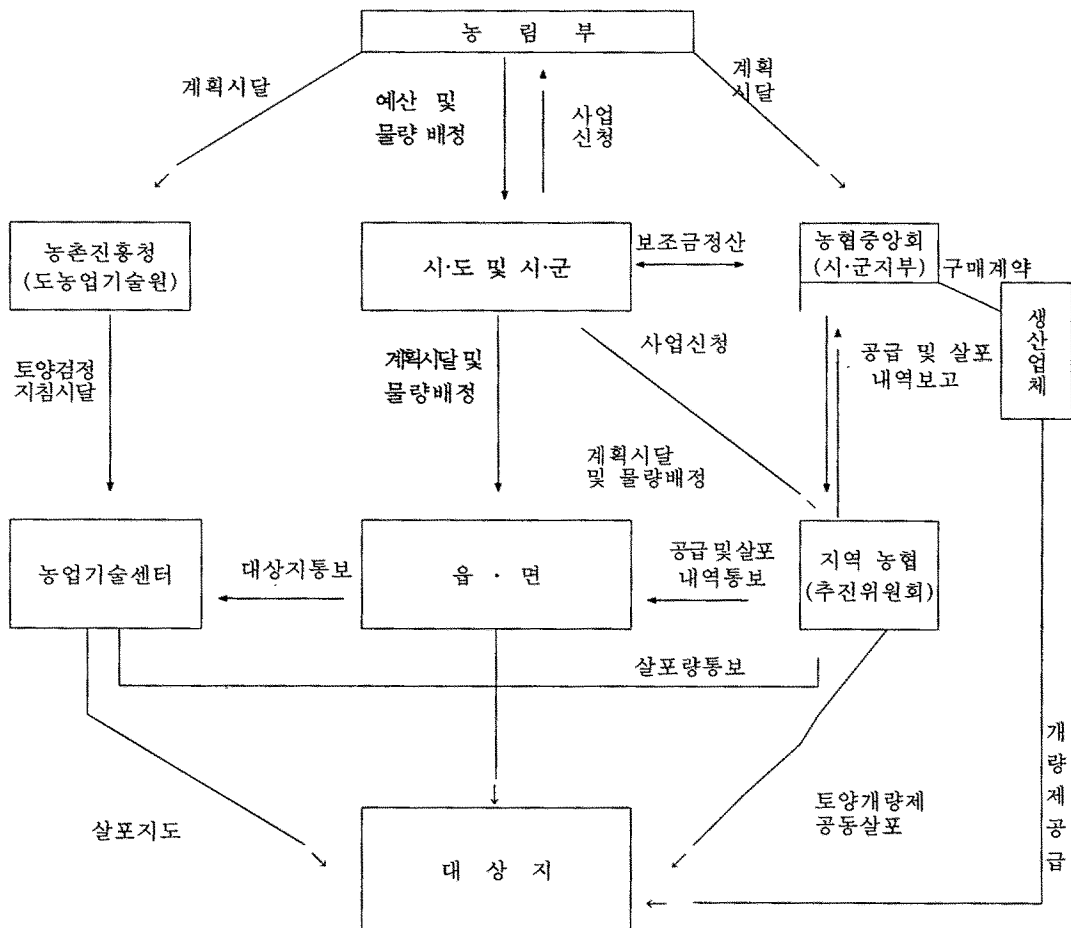 농 림 부
계획시달
계획
시달
예산 및
물량 배정
사업
신청
농촌진흥청
(도농업기술원)
시·도 및 시·군
보조금정산
농협중앙회
(시·군지부)
구매계약
생산업체
토양검정
지침시달
계획시달 및
물량배정
사업신청
공급 및 살포
내역보고
계획시달
및 물량배정
농업기술센터
대상지통보
읍 · 면
공급 및 살포
내역통보
지역 농협
(추진위원회)
살포량통보
개량제공급
살포지도
대 상 지
토양개량제
공동살포